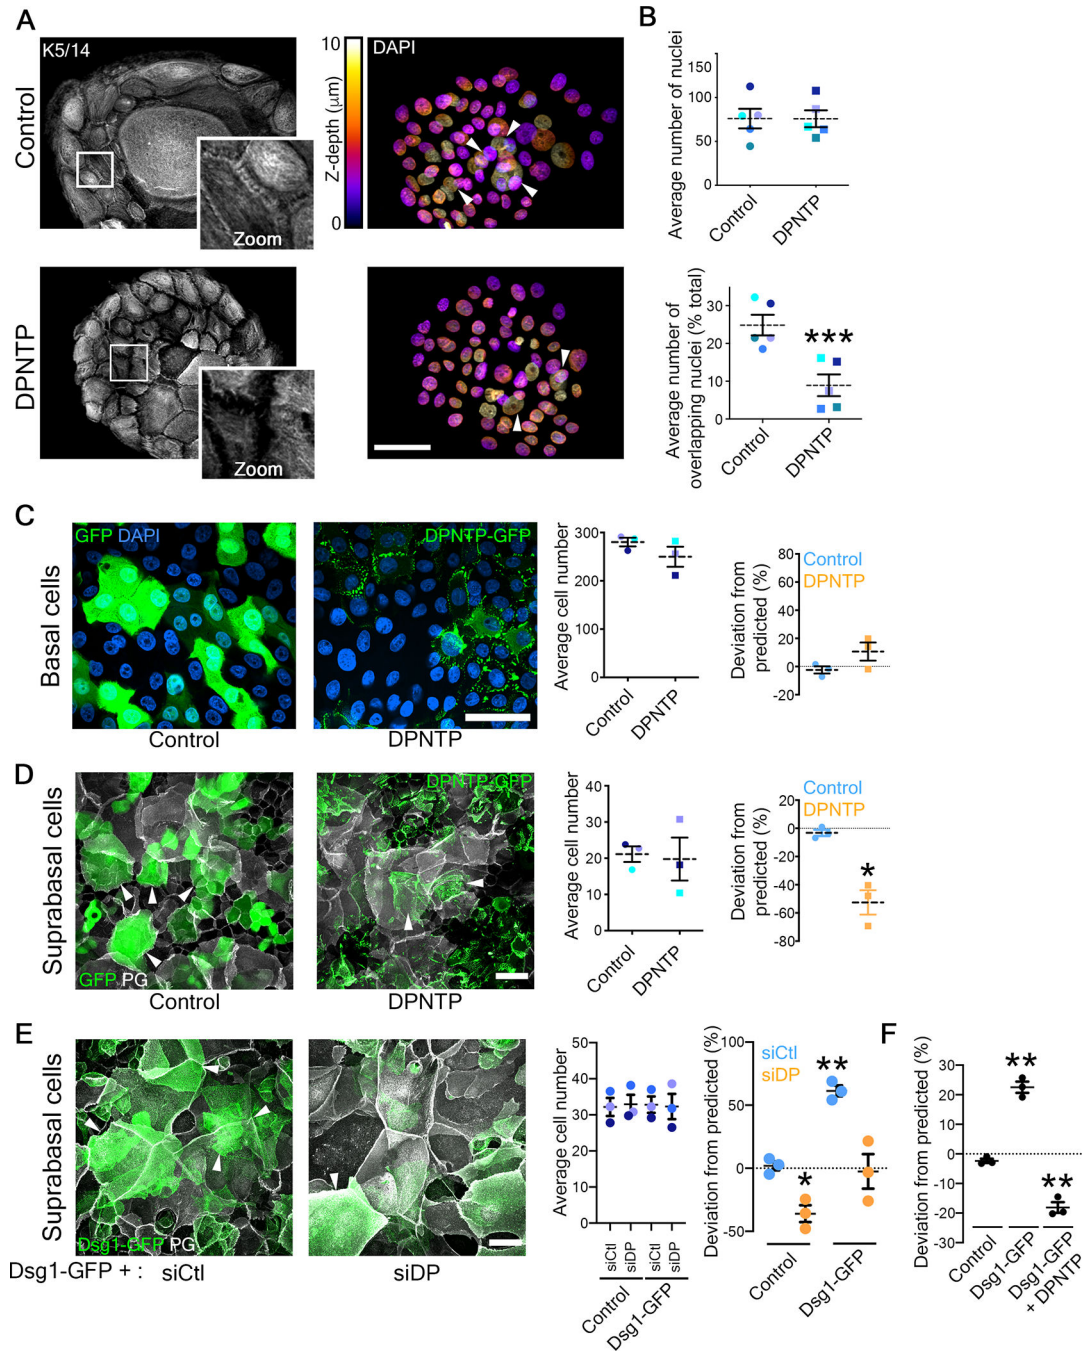 A
Control
K5/14
Zoom
10
Z-depth (μm)
0
DAPI
DPNTP
Zoom
B
Average number of nuclei
150
100
50
0
Control
DPNTP
Average number of
overlapping nuclei (% total)
30
20
10
0
***
Control
DPNTP
C
Basal cells
GFP DAPI
Control
DPNTP-GFP
DPNTP
Average cell number
300
200
100
0
Control
DPNTP
Deviation from
predicted (%)
80
60
40
20
0
-20
Control
DPNTP
D
Suprabasal cells
GFP PG
Control
DPNTP-GFP
DPNTP
Average cell number
40
30
20
10
0
Control
DPNTP
Deviation from
predicted (%)
20
0
-20
-40
-60
-80
Control
DPNTP
*
E
Suprabasal cells
Dsg1-GFP PG
Dsg1-GFP + : siCtl
siDP
Average cell number
50
40
30
20
10
0
siCtl
siDP
siCtl
siDP
Control
Dsg1-GFP
Deviation from predicted (%)
100
50
0
-50
siCtl
siDP
**
*
Control
Dsg1-GFP
F
Deviation from predicted (%)
30
20
10
0
-10
-20
-30
**
**
Control
Dsg1-GFP
Dsg1-GFP
+ DPNTP